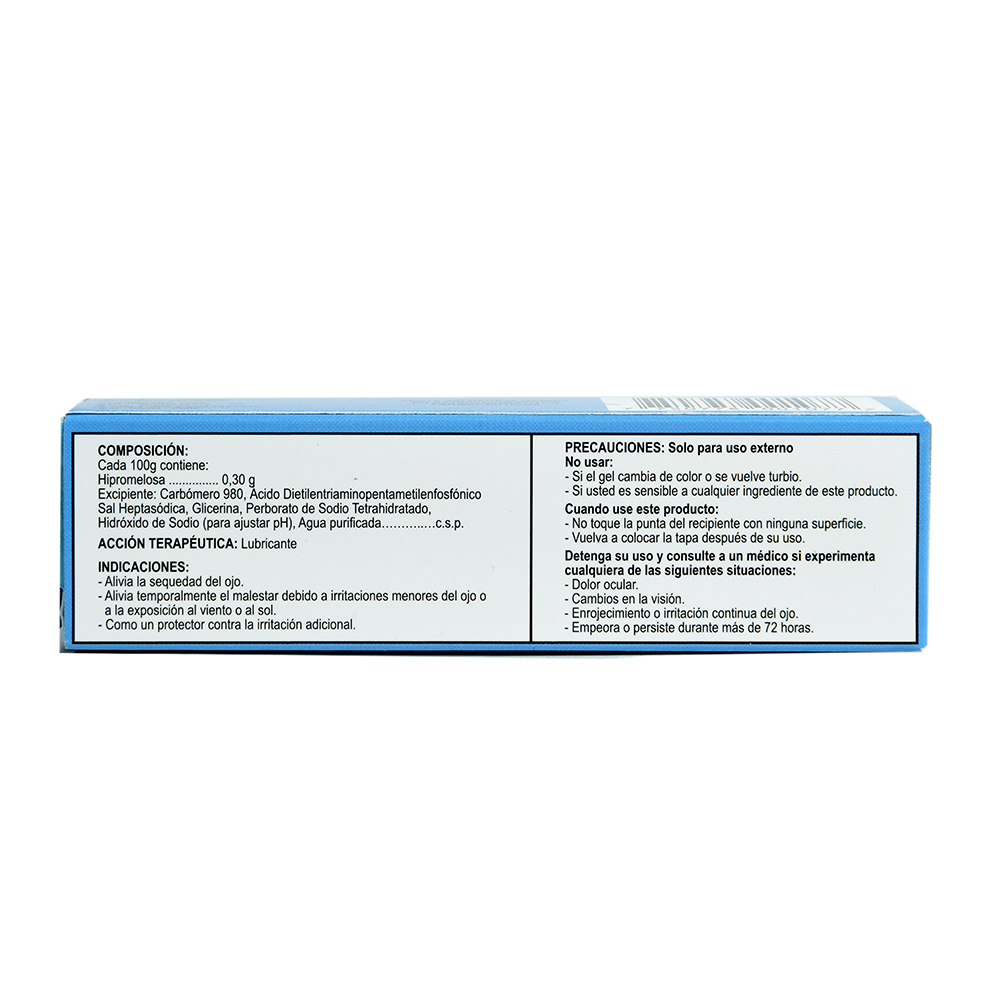 COMPOSICIÓN:
Cada 100g contiene:
Hipromelosa .............. 0,30 g
Excipiente: Carbómero 980, Ácido Dietilentriaminopentametilenfosfónico
Sal Heptasódica, Glicerina, Perborato de Sodio Tetrahidratado,
Hidróxido de Sodio (para ajustar pH), Agua purificada..............c.s.p.
ACCIÓN TERAPÉUTICA: Lubricante
INDICACIONES:
- Alivia la sequedad del ojo.
- Alivia temporalmente el malestar debido a irritaciones menores del ojo o
a la exposición al viento o al sol.
- Como un protector contra la irritación adicional.
PRECAUCIONES: Solo para uso externo
No usar:
- Si el gel cambia de color o se vuelve turbio.
- Si usted es sensible a cualquier ingrediente de este producto.
Cuando use este producto:
- No toque la punta del recipiente con ninguna superficie.
- Vuelva a colocar la tapa después de su uso.
Detenga su uso y consulte a un médico si experimenta
cualquiera de las siguientes situaciones:
- Dolor ocular.
- Cambios en la visión.
- Enrojecimiento o irritación continua del ojo.
- Empeora o persiste durante más de 72 horas.